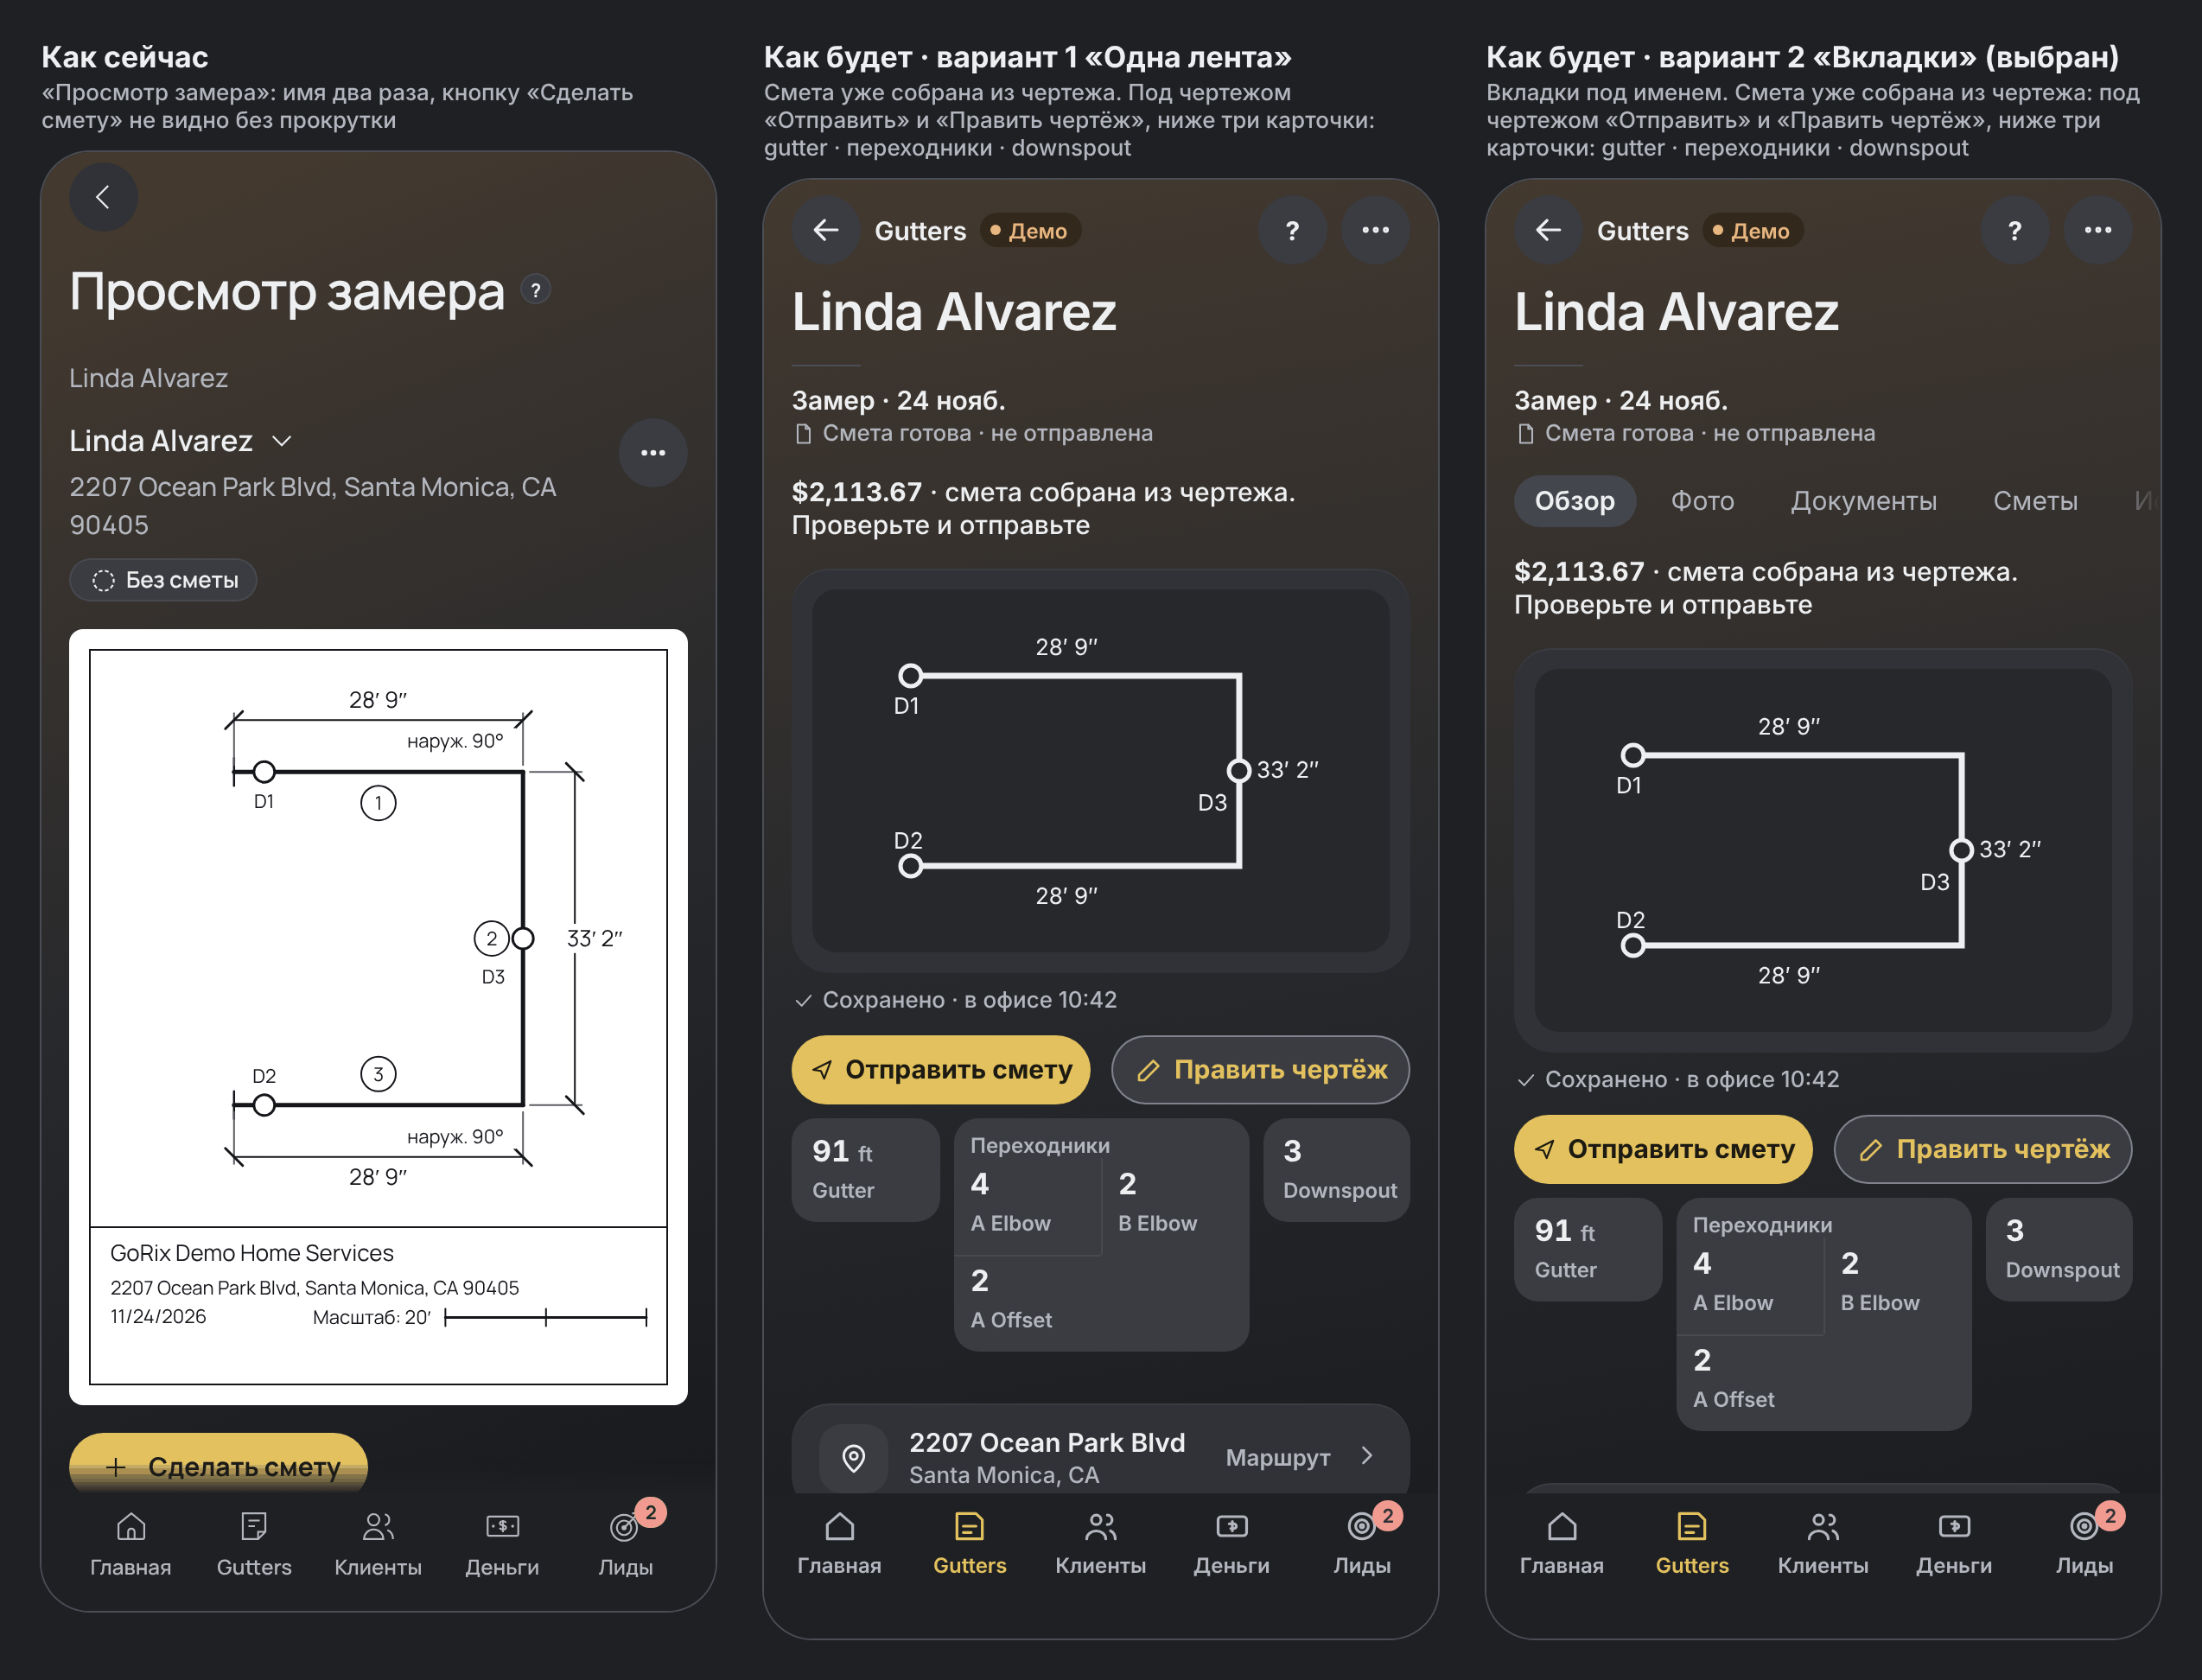 Как сейчас
«Просмотр замера»: имя два раза, кнопку «Сделать
смету» не видно без прокрутки
Просмотр замера ?
Linda Alvarez
Linda Alvarez
2207 Ocean Park Blvd, Santa Monica, CA
90405
Без сметы
28′ 9″
наруж. 90°
D1
1
2
33′ 2″
D3
D2
3
наруж. 90°
28′ 9″
GoRix Demo Home Services
2207 Ocean Park Blvd, Santa Monica, CA 90405
11/24/2026 Масштаб: 20′
+ Сделать смету
Главная Gutters Клиенты Деньги Лиды 2
Как будет · вариант 1 «Одна лента»
Смета уже собрана из чертежа. Под чертежом
«Отправить» и «Править чертёж», ниже три карточки:
gutter · переходники · downspout
Gutters Демо ?
Linda Alvarez
Замер · 24 нояб.
Смета готова · не отправлена
$2,113.67 · смета собрана из чертежа.
Проверьте и отправьте
28′ 9″
D1
33′ 2″
D3
D2
28′ 9″
Сохранено · в офисе 10:42
Отправить смету Править чертёж
91 ft
Gutter
Переходники
4
A Elbow
2
B Elbow
2
A Offset
3
Downspout
2207 Ocean Park Blvd
Santa Monica, CA
Маршрут
Главная Gutters Клиенты Деньги Лиды 2
Как будет · вариант 2 «Вкладки» (выбран)
Вкладки под именем. Смета уже собрана из чертежа: под
чертежом «Отправить» и «Править чертёж», ниже три
карточки: gutter · переходники · downspout
Gutters Демо ?
Linda Alvarez
Замер · 24 нояб.
Смета готова · не отправлена
Обзор Фото Документы Сметы
$2,113.67 · смета собрана из чертежа.
Проверьте и отправьте
28′ 9″
D1
33′ 2″
D3
D2
28′ 9″
Сохранено · в офисе 10:42
Отправить смету Править чертёж
91 ft
Gutter
Переходники
4
A Elbow
2
B Elbow
2
A Offset
3
Downspout
Главная Gutters Клиенты Деньги Лиды 2